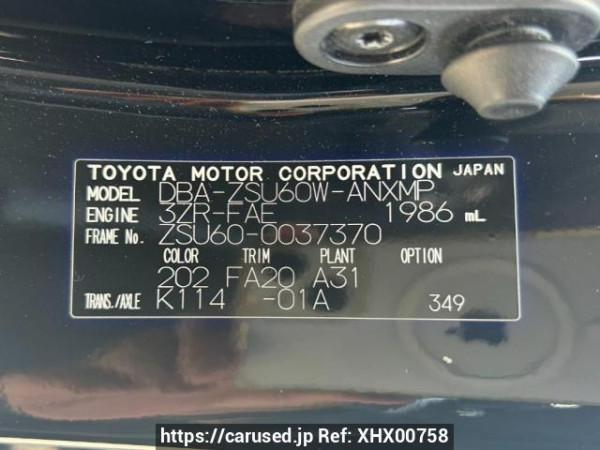 TOYOTA MOTOR CORPORATION JAPAN
MODEL DBA-ZSU60W-ANXMP
ENGINE 3ZR-FAE 1986 mL
FRAME No. ZSU60-0037370
COLOR TRIM PLANT OPTION
202 FA20 A31
TRANS./AXLE K114 -01A 349
https://carused.jp Ref: XHX00758